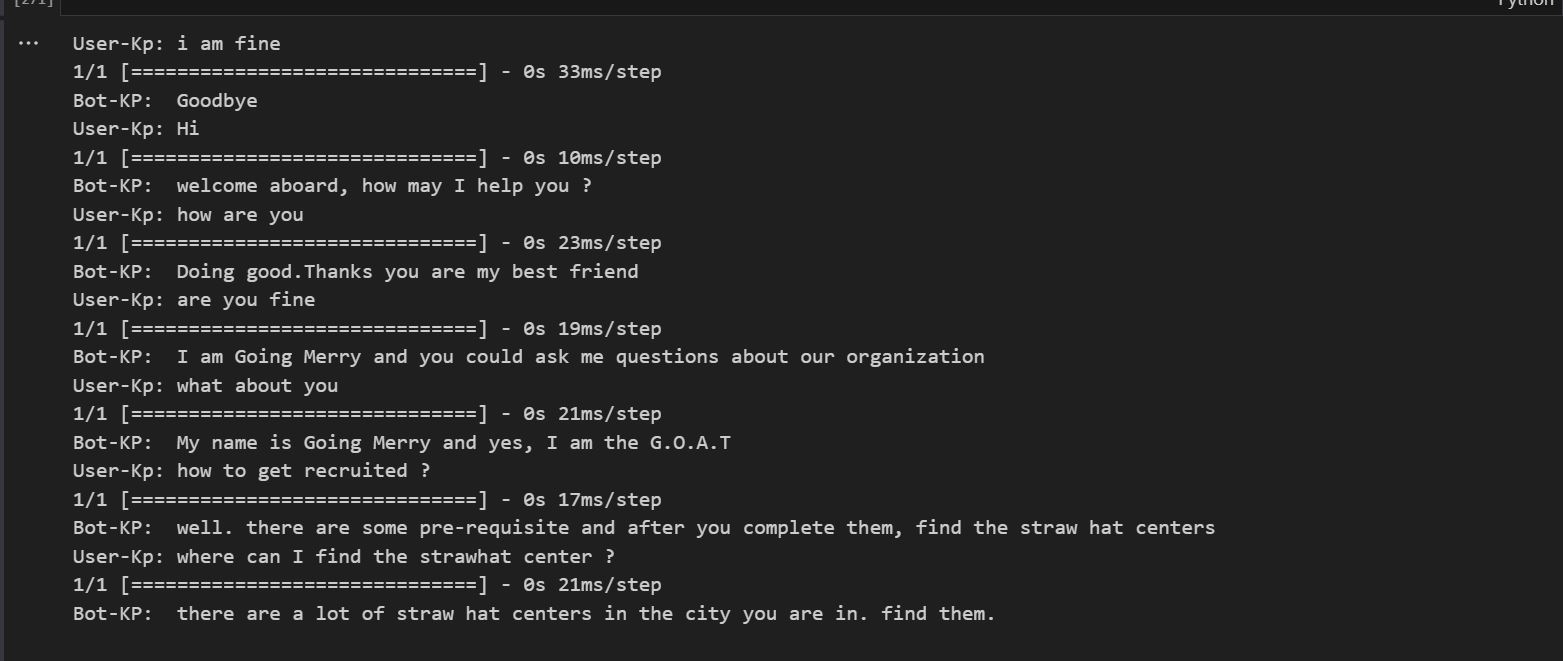 [271]
Python
... User-Kp: i am fine
1/1 [==============================] - 0s 33ms/step
Bot-KP:  Goodbye
User-Kp: Hi
1/1 [==============================] - 0s 10ms/step
Bot-KP:  welcome aboard, how may I help you ?
User-Kp: how are you
1/1 [==============================] - 0s 23ms/step
Bot-KP:  Doing good.Thanks you are my best friend
User-Kp: are you fine
1/1 [==============================] - 0s 19ms/step
Bot-KP:  I am Going Merry and you could ask me questions about our organization
User-Kp: what about you
1/1 [==============================] - 0s 21ms/step
Bot-KP:  My name is Going Merry and yes, I am the G.O.A.T
User-Kp: how to get recruited ?
1/1 [==============================] - 0s 17ms/step
Bot-KP:  well. there are some pre-requisite and after you complete them, find the straw hat centers
User-Kp: where can I find the strawhat center ?
1/1 [==============================] - 0s 21ms/step
Bot-KP:  there are a lot of straw hat centers in the city you are in. find them.